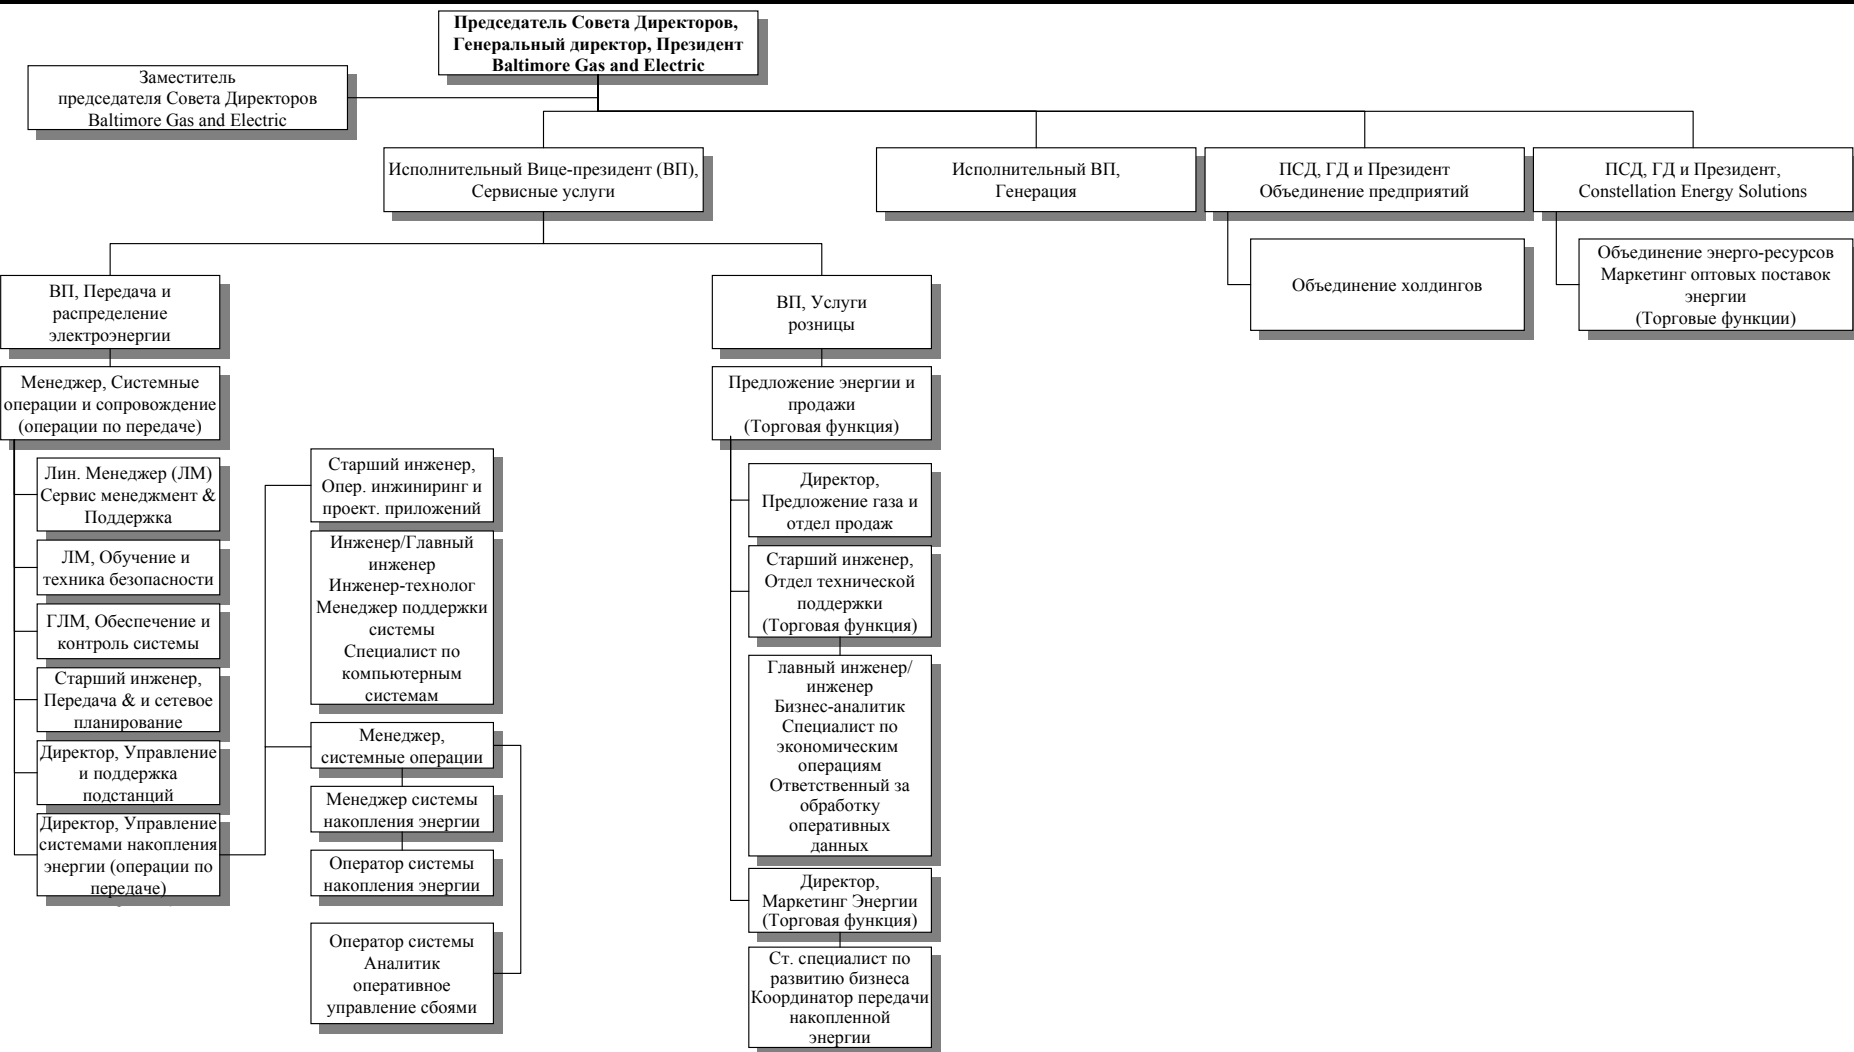 Председатель Совета Директоров,
Генеральный директор, Президент
Baltimore Gas and Electric
Заместитель
председателя Совета Директоров
Baltimore Gas and Electric
Исполнительный Вице-президент (ВП),
Сервисные услуги
Исполнительный ВП,
Генерация
ПСД, ГД и Президент
Объединение предприятий
ПСД, ГД и Президент,
Constellation Energy Solutions
Объединение холдингов
Объединение энерго-ресурсов
Маркетинг оптовых поставок
энергии
(Торговые функции)
ВП, Передача и
распределение
электроэнергии
ВП, Услуги
розницы
Менеджер, Системные
операции и сопровождение
(операции по передаче)
Предложение энергии и
продажи
(Торговая функция)
Лин. Менеджер (ЛМ)
Сервис менеджмент &
Поддержка
ЛМ, Обучение и
техника безопасности
ГЛМ, Обеспечение и
контроль системы
Старший инженер,
Передача & и сетевое
планирование
Директор, Управление
и поддержка
подстанций
Директор, Управление
системами накопления
энергии (операции по
передаче)
Старший инженер,
Опер. инжиниринг и
проект. приложений
Инженер/Главный
инженер
Инженер-технолог
Менеджер поддержки
системы
Специалист по
компьютерным
системам
Менеджер,
системные операции
Менеджер системы
накопления энергии
Оператор системы
накопления энергии
Оператор системы
Аналитик
оперативное
управление сбоями
Директор,
Предложение газа и
отдел продаж
Старший инженер,
Отдел технической
поддержки
(Торговая функция)
Главный инженер/
инженер
Бизнес-аналитик
Специалист по
экономическим
операциям
Ответственный за
обработку
оперативных
данных
Директор,
Маркетинг Энергии
(Торговая функция)
Ст. специалист по
развитию бизнеса
Координатор передачи
накопленной
энергии